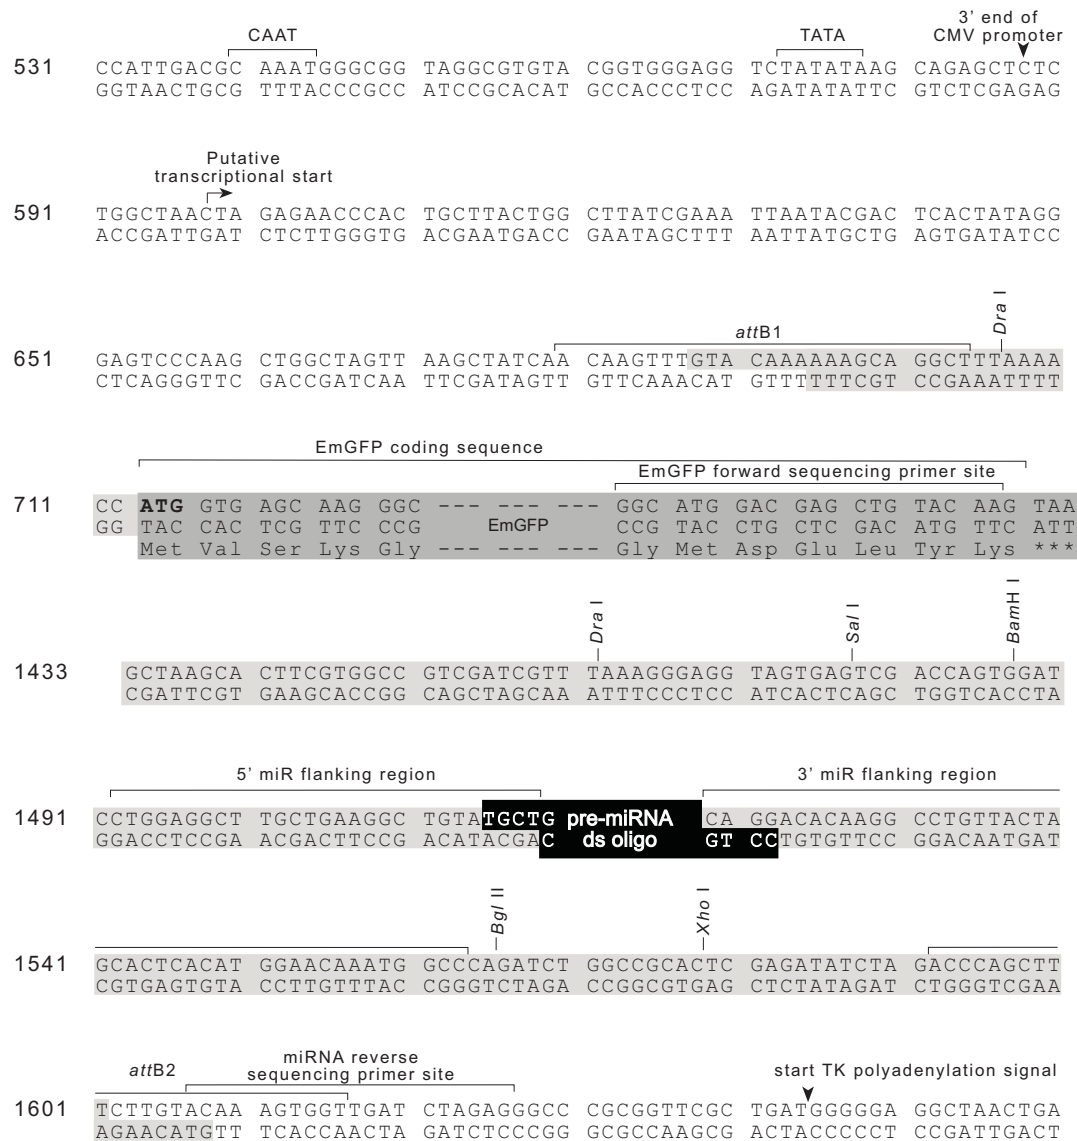 CAAT TATA 3’ end of
CMV promoter
531 CCATTGACGC AAATGGGCGG TAGGCGTGTA CGGTGGGAGG TCTATATAAG CAGAGCTCTC
GGTAACTGCG TTTACCCGCC ATCCGCACAT GCCACCCTCC AGATATATTCG GTCTCGAGAG
Putative
transcriptional start
591 TGGCTAACTA GAGAACCCAC TGCTTACTGG CTTATCGAAA TTAATACGAC TCACTATAGG
ACCGATTGAT CTCTTGGGTG ACGAATGACC GAATAGCTTT AATTATGCTG AGTGATATCC
attB1 Dra I
651 GAGTCCCAAG CTGGCTAGTT AAGCTATCAA ACAAGTTTGTA CAAAAAAGCA GGCTTTAAAA
CTCAGGGTTC GACCGATCAA TTCGATAGTT GTTCAAACAT GTTTTTTCGT CCGAAATTTT
EmGFP coding sequence
EmGFP forward sequencing primer site
711 CC ATG GTG AGC AAG GGC --- --- --- GGC ATG GAC GAG CTG TAC AAG TAA
GG TAC CAC TCG TTC CCG EmGFP CCG TAC CTG CTC GAC ATG TTC ATT
Met Val Ser Lys Gly --- --- --- Gly Met Asp Glu Leu Tyr Lys ***
Dra I Sal I BamH I
1433 GCTAAGCA CTTCGTGGCC GTCGATCGTT TAAAGGGAGG TAGTGAGTCG ACCAGTGGAT
CGATTCGT GAAGCACCGG CAGCTAGCAA ATTTCCCTCC ATCACTCAGC TGGTCACCTA
5’ miR flanking region 3’ miR flanking region
1491 CCTGGAGGCT TGCTGAAGGC TGTATGCTG pre-miRNA CA GGACACAAGG CCTGTTACTA
GGACCTCCGA ACGACTTCCG ACATACGAC ds oligo GT CCTGTGTTCC GGACAATGAT
Bgl II Xho I
1541 GCACTCACAT GGAACAAATG GCCCAGATCT GGCCGCACTC GAGATATCTAG ACCCAGCTT
CGTGAGTGTA CCTTGTTTAC CGGGTCTAGA CCGGCGTGAG CTCTATAGATC TGGGTCGAA
attB2 miRNA reverse
sequencing primer site start TK polyadenylation signal
1601 TCTTGTACAA AGTGGTTGAT CTAGAGGGCC CGCGGTTCGC TGATGGGGGA GGCTAACTGA
AGAACATGTT TCACCAACTA GATCTCCCGG GCGCCAAGCG ACTACCCCCT CCGATTGACT